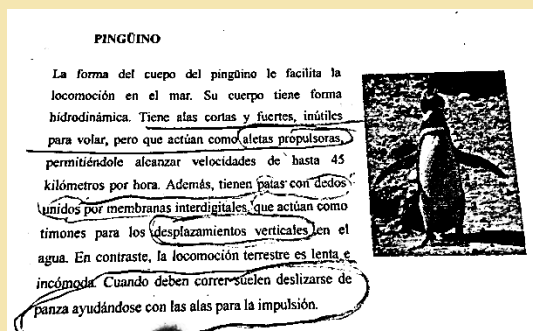 PINGÜINO
La forma del cuepo del pingüino le facilita la
locomoción en el mar. Su cuerpo tiene forma
hidrodinámica. Tiene alas cortas y fuertes, inútiles
para volar, pero que actúan como aletas propulsoras,
permitiéndole alcanzar velocidades de hasta 45
kilómetros por hora. Además, tienen patas con dedos
unidos por membranas interdigitales, que actúan como
timones para los desplazamientos verticales en el
agua. En contraste, la locomoción terrestre es lenta e
incómoda. Cuando deben correr suelen deslizarse de
panza ayudándose con las alas para la impulsión.